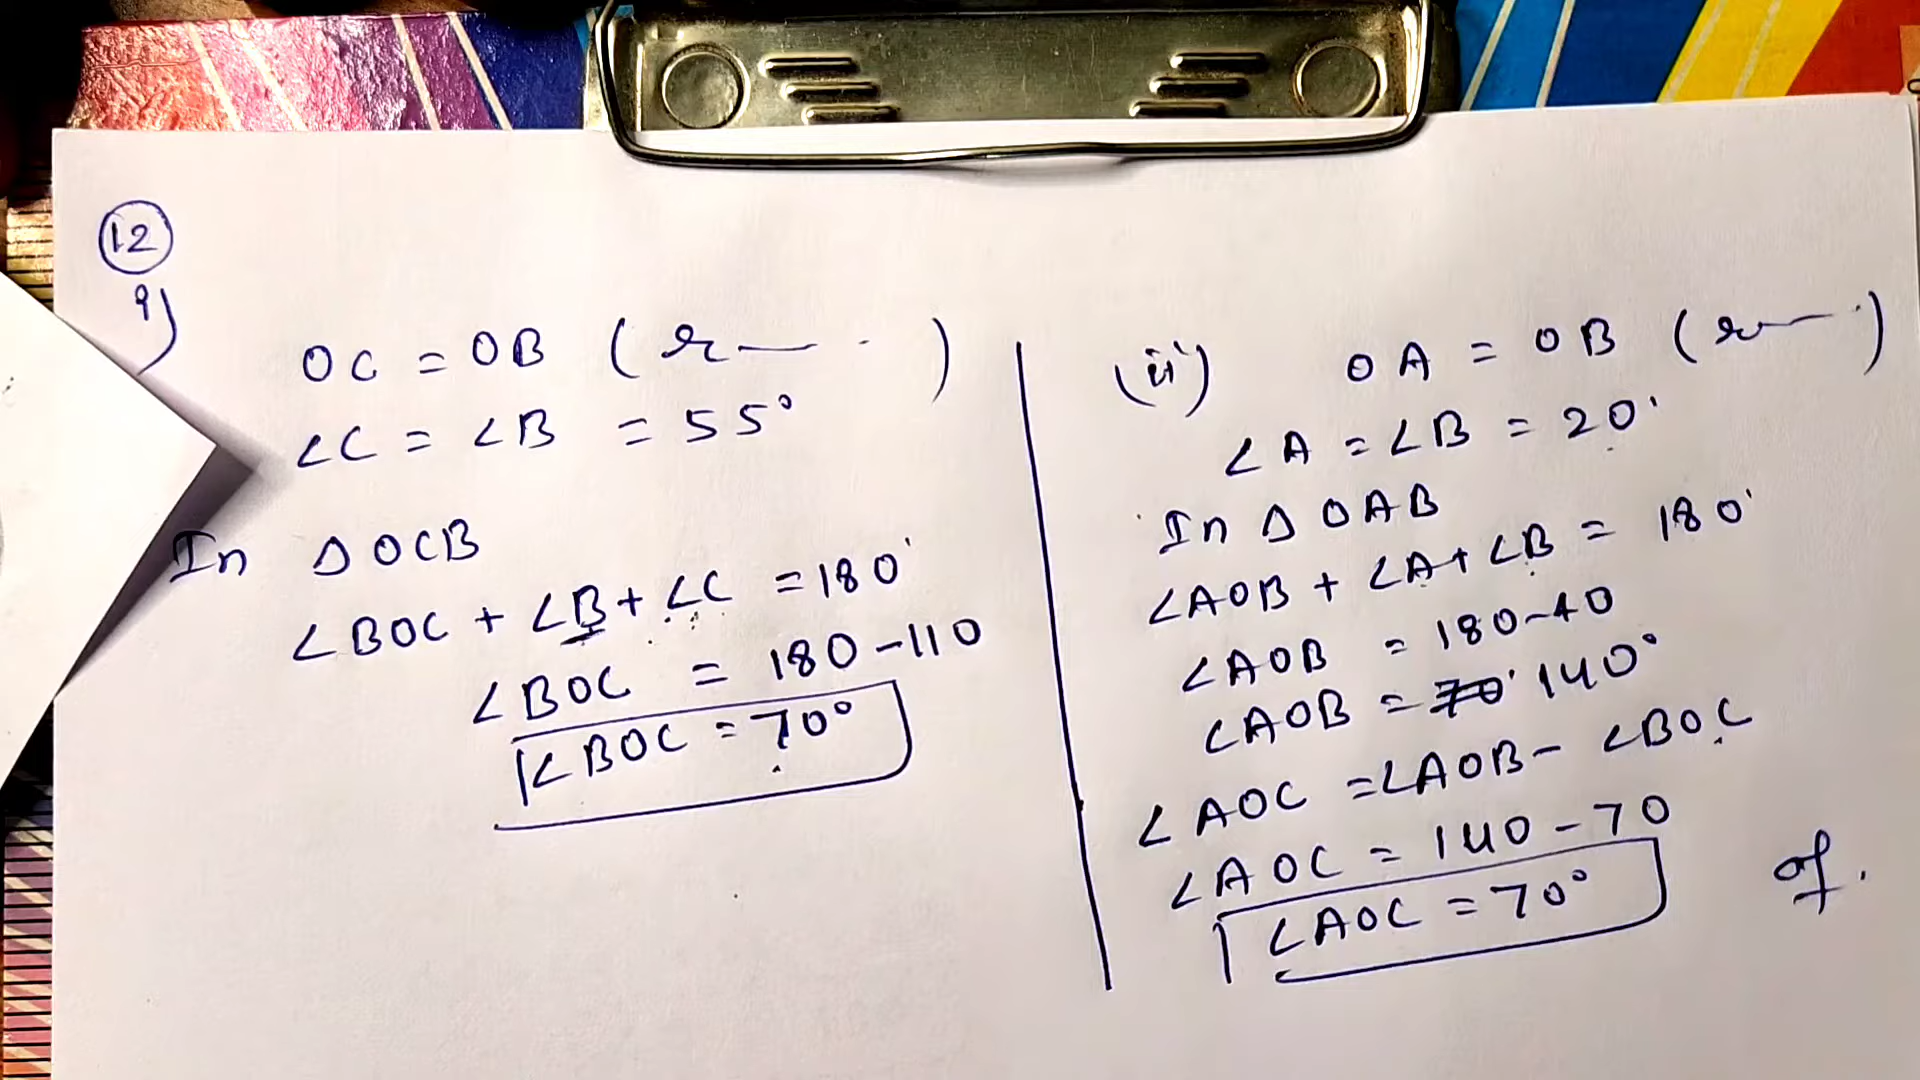 12
i)
OC = OB (r
∠C = ∠B = 55°
In △OCB
∠BOC + ∠B + ∠C = 180°
∠BOC = 180-110
∠BOC = 70°
(ii) OA = OB (r
∠A = ∠B = 20°
In △OAB
∠AOB + ∠A + ∠B = 180°
∠AOB = 180-40
∠AOB = 70° 140°
∠AOC = ∠AOB - ∠BOC
∠AOC = 140-70
∠AOC = 70°